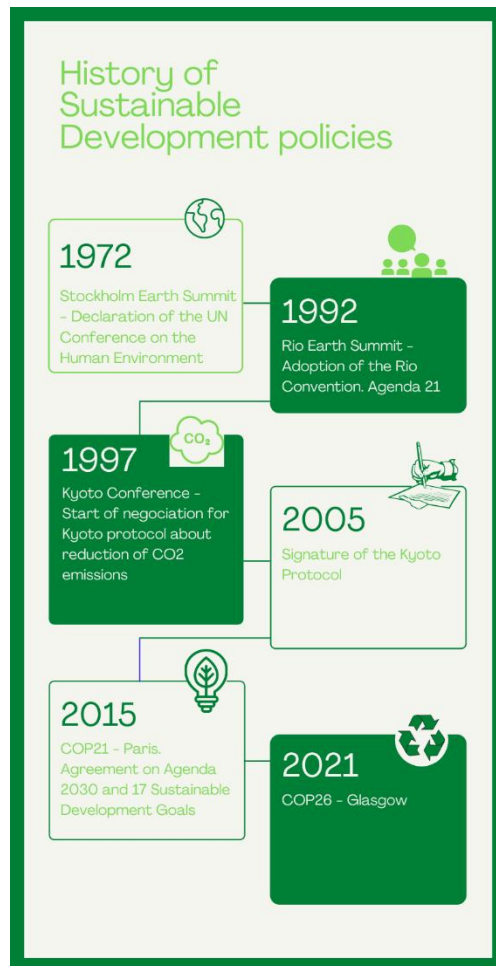 History of
Sustainable
Development policies
1972
Stockholm Earth Summit
- Declaration of the UN
Conference on the
Human Environment
1992
Rio Earth Summit -
Adoption of the Rio
Convention. Agenda 21
CO₂
1997
Kyoto Conference -
Start of negociation for
Kyoto protocol about
reduction of CO2
emissions
2005
Signature of the Kyoto
Protocol
2015
COP21 - Paris.
Agreement on Agenda
2030 and 17 Sustainable
Development Goals
2021
COP26 - Glasgow